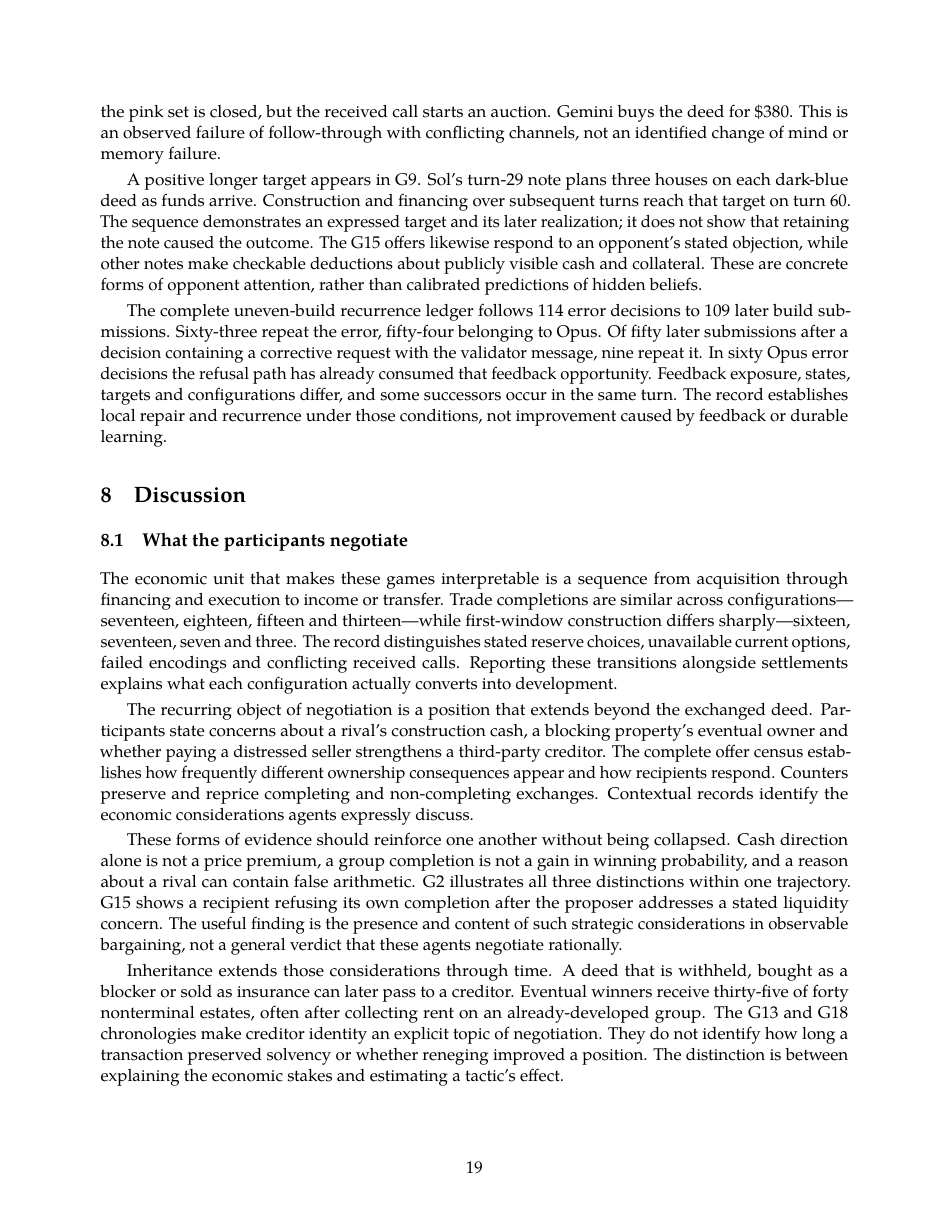 the pink set is closed, but the received call starts an auction. Gemini buys the deed for $380. This is
an observed failure of follow-through with conflicting channels, not an identified change of mind or
memory failure.
A positive longer target appears in G9. Sol's turn-29 note plans three houses on each dark-blue
deed as funds arrive. Construction and financing over subsequent turns reach that target on turn 60.
The sequence demonstrates an expressed target and its later realization; it does not show that retaining
the note caused the outcome. The G15 offers likewise respond to an opponent's stated objection, while
other notes make checkable deductions about publicly visible cash and collateral. These are concrete
forms of opponent attention, rather than calibrated predictions of hidden beliefs.
The complete uneven-build recurrence ledger follows 114 error decisions to 109 later build sub-
missions. Sixty-three repeat the error, fifty-four belonging to Opus. Of fifty later submissions after a
decision containing a corrective request with the validator message, nine repeat it. In sixty Opus error
decisions the refusal path has already consumed that feedback opportunity. Feedback exposure, states,
targets and configurations differ, and some successors occur in the same turn. The record establishes
local repair and recurrence under those conditions, not improvement caused by feedback or durable
learning.
8 Discussion
8.1 What the participants negotiate
The economic unit that makes these games interpretable is a sequence from acquisition through
financing and execution to income or transfer. Trade completions are similar across configurations—
seventeen, eighteen, fifteen and thirteen—while first-window construction differs sharply—sixteen,
seventeen, seven and three. The record distinguishes stated reserve choices, unavailable current options,
failed encodings and conflicting received calls. Reporting these transitions alongside settlements
explains what each configuration actually converts into development.
The recurring object of negotiation is a position that extends beyond the exchanged deed. Par-
ticipants state concerns about a rival's construction cash, a blocking property's eventual owner and
whether paying a distressed seller strengthens a third-party creditor. The complete offer census estab-
lishes how frequently different ownership consequences appear and how recipients respond. Counters
preserve and reprice completing and non-completing exchanges. Contextual records identify the
economic considerations agents expressly discuss.
These forms of evidence should reinforce one another without being collapsed. Cash direction
alone is not a price premium, a group completion is not a gain in winning probability, and a reason
about a rival can contain false arithmetic. G2 illustrates all three distinctions within one trajectory.
G15 shows a recipient refusing its own completion after the proposer addresses a stated liquidity
concern. The useful finding is the presence and content of such strategic considerations in observable
bargaining, not a general verdict that these agents negotiate rationally.
Inheritance extends those considerations through time. A deed that is withheld, bought as a
blocker or sold as insurance can later pass to a creditor. Eventual winners receive thirty-five of forty
nonterminal estates, often after collecting rent on an already-developed group. The G13 and G18
chronologies make creditor identity an explicit topic of negotiation. They do not identify how long a
transaction preserved solvency or whether reneging improved a position. The distinction is between
explaining the economic stakes and estimating a tactic's effect.
19